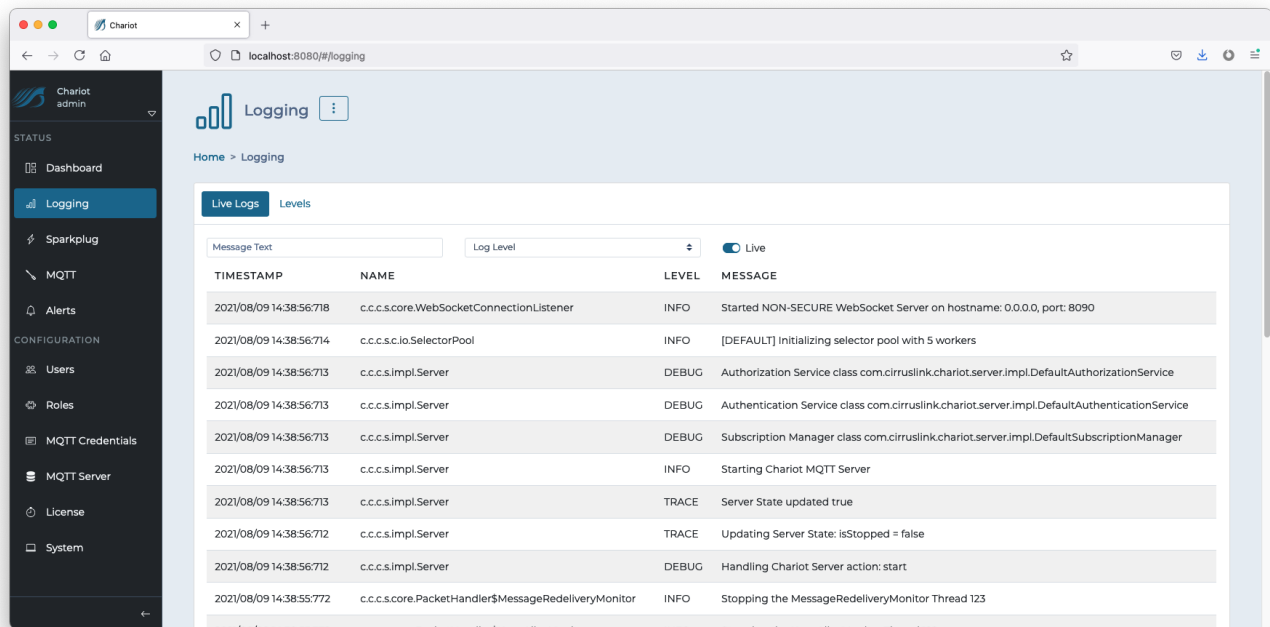 Chariot
localhost:8080/#/logging
Chariot
admin
STATUS
Dashboard
Logging
Sparkplug
MQTT
Alerts
CONFIGURATION
Users
Roles
MQTT Credentials
MQTT Server
License
System
Logging
Home > Logging
Live Logs Levels
Message Text Log Level Live
TIMESTAMP NAME LEVEL MESSAGE
2021/08/09 14:38:56:718 c.c.c.s.core.WebSocketConnectionListener INFO Started NON-SECURE WebSocket Server on hostname: 0.0.0.0, port: 8090
2021/08/09 14:38:56:714 c.c.c.s.c.io.SelectorPool INFO [DEFAULT] Initializing selector pool with 5 workers
2021/08/09 14:38:56:713 c.c.c.s.impl.Server DEBUG Authorization Service class com.cirruslink.chariot.server.impl.DefaultAuthorizationService
2021/08/09 14:38:56:713 c.c.c.s.impl.Server DEBUG Authentication Service class com.cirruslink.chariot.server.impl.DefaultAuthenticationService
2021/08/09 14:38:56:713 c.c.c.s.impl.Server DEBUG Subscription Manager class com.cirruslink.chariot.server.impl.DefaultSubscriptionManager
2021/08/09 14:38:56:713 c.c.c.s.impl.Server INFO Starting Chariot MQTT Server
2021/08/09 14:38:56:713 c.c.c.s.impl.Server TRACE Server State updated true
2021/08/09 14:38:56:712 c.c.c.s.impl.Server TRACE Updating Server State: isStopped = false
2021/08/09 14:38:56:712 c.c.c.s.impl.Server DEBUG Handling Chariot Server action: start
2021/08/09 14:38:55:772 c.c.c.s.core.PacketHandler$MessageRedeliveryMonitor INFO Stopping the MessageRedeliveryMonitor Thread 123